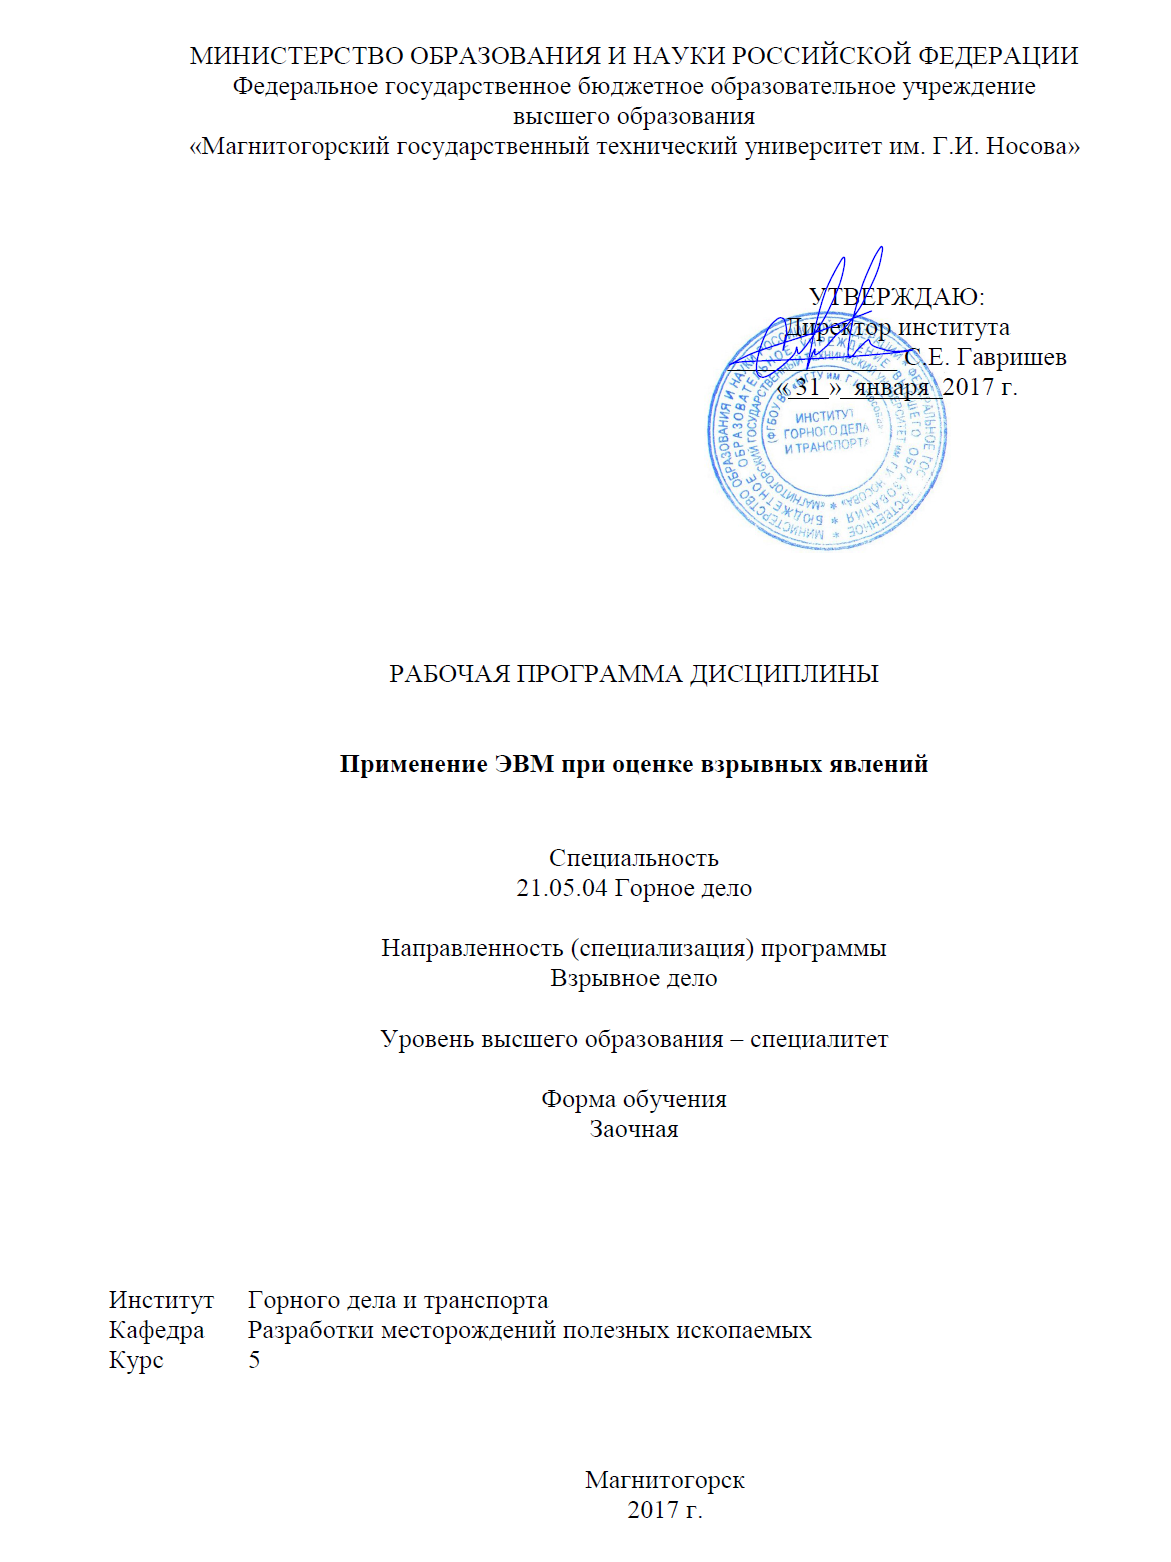 МИНИСТЕРСТВО ОБРАЗОВАНИЯ И НАУКИ РОССИЙСКОЙ ФЕДЕРАЦИИ
Федеральное государственное бюджетное образовательное учреждение
высшего образования
«Магнитогорский государственный технический университет им. Г.И. Носова»
УТВЕРЖДАЮ:
Директор института
С.Е. Гавришев
« 31 » января 2017 г.
ИНСТИТУТ
ГОРНОГО ДЕЛА
И ТРАНСПОРТА
РАБОЧАЯ ПРОГРАММА ДИСЦИПЛИНЫ
Применение ЭВМ при оценке взрывных явлений
Специальность
21.05.04 Горное дело
Направленность (специализация) программы
Взрывное дело
Уровень высшего образования – специалитет
Форма обучения
Заочная
Институт Горного дела и транспорта
Кафедра Разработки месторождений полезных ископаемых
Курс 5
Магнитогорск
2017 г.